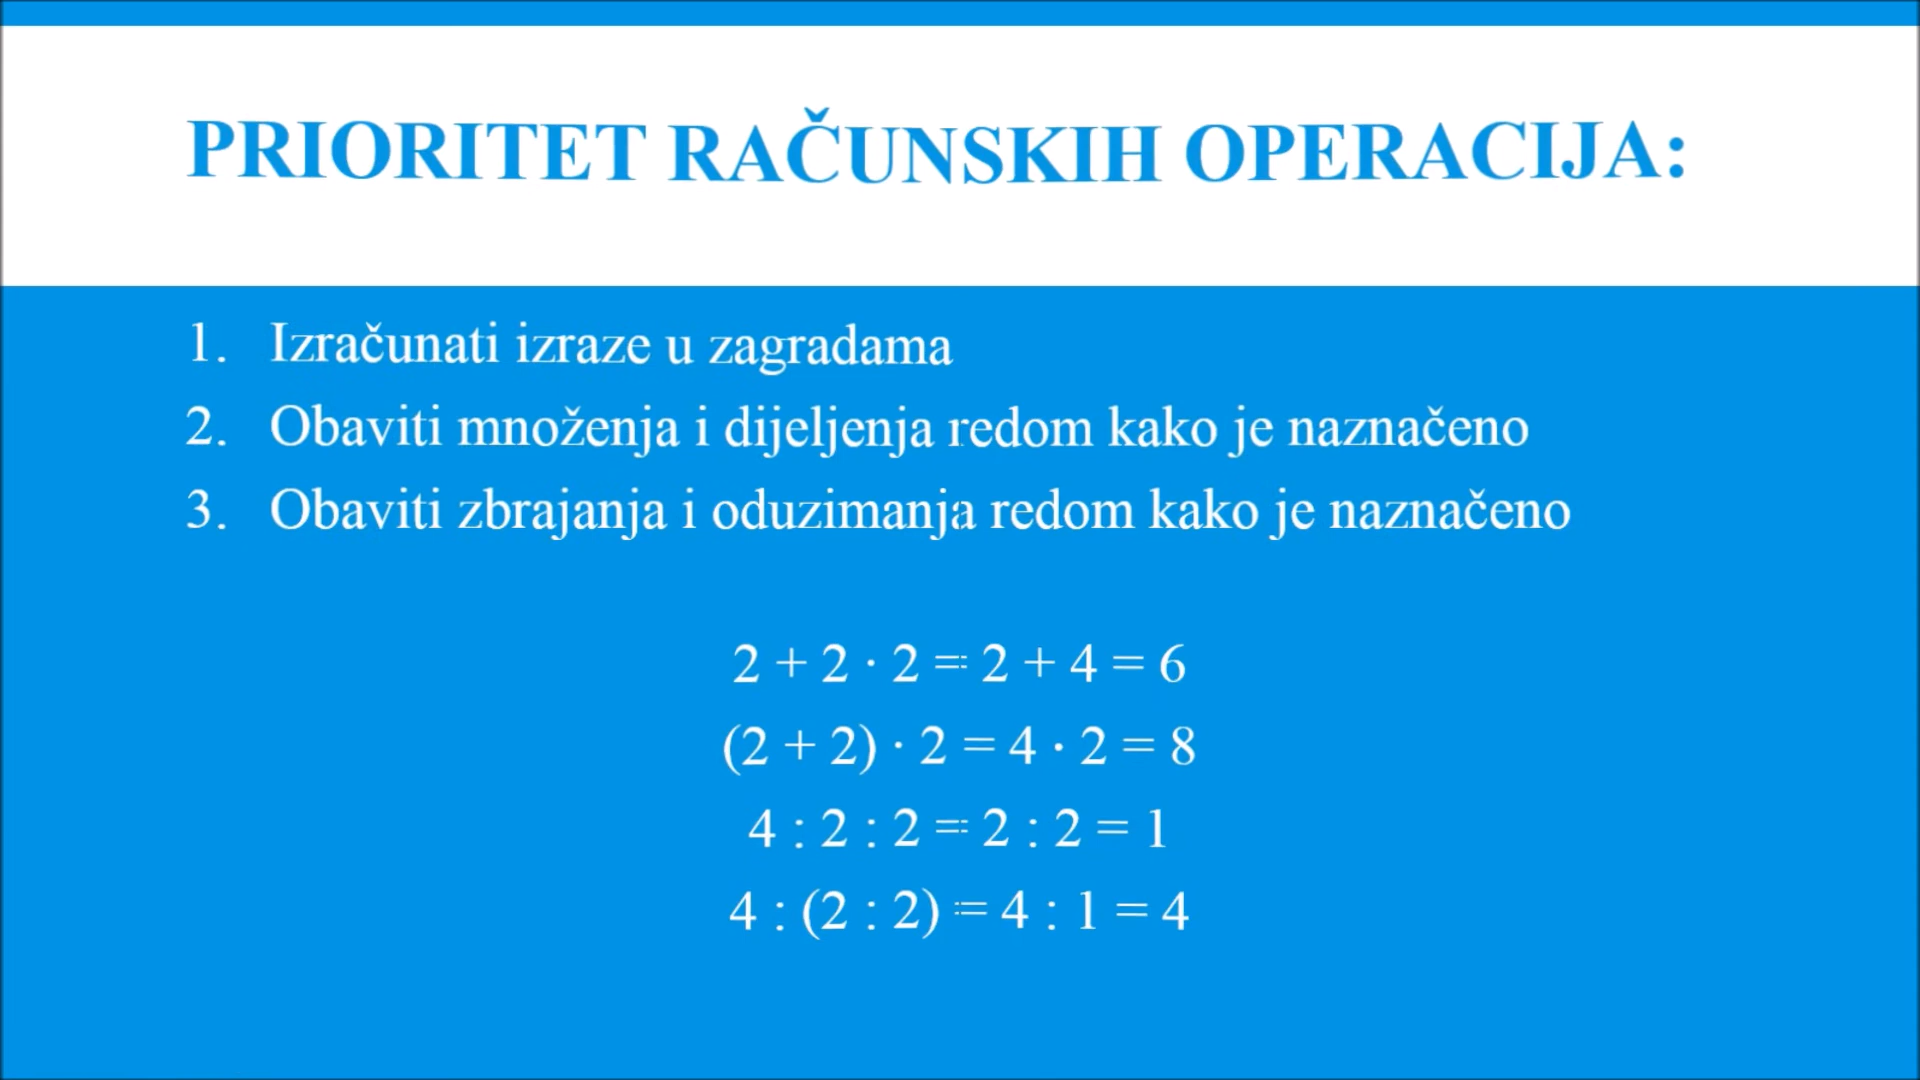 PRIORITET RAČUNSKIH OPERACIJA:
1. Izračunati izraze u zagradama
2. Obaviti množenja i dijeljenja redom kako je naznačeno
3. Obaviti zbrajanja i oduzimanja redom kako je naznačeno
2 + 2 · 2 = 2 + 4 = 6
(2 + 2) · 2 = 4 · 2 = 8
4 : 2 : 2 = 2 : 2 = 1
4 : (2 : 2) = 4 : 1 = 4